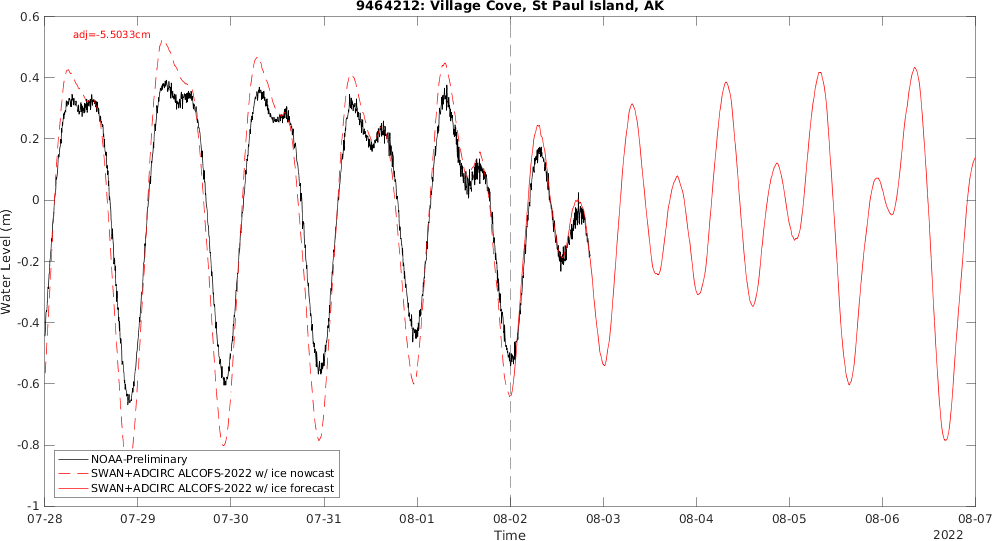 9464212: Village Cove, St Paul Island, AK
adj=-5.5033cm
0.6
0.4
0.2
0
-0.2
-0.4
-0.6
-0.8
-1
Water Level (m)
NOAA-Preliminary
SWAN+ADCIRC ALCOFS-2022 w/ ice nowcast
SWAN+ADCIRC ALCOFS-2022 w/ ice forecast
07-28 07-29 07-30 07-31 08-01 08-02 08-03 08-04 08-05 08-06 08-07
Time
2022